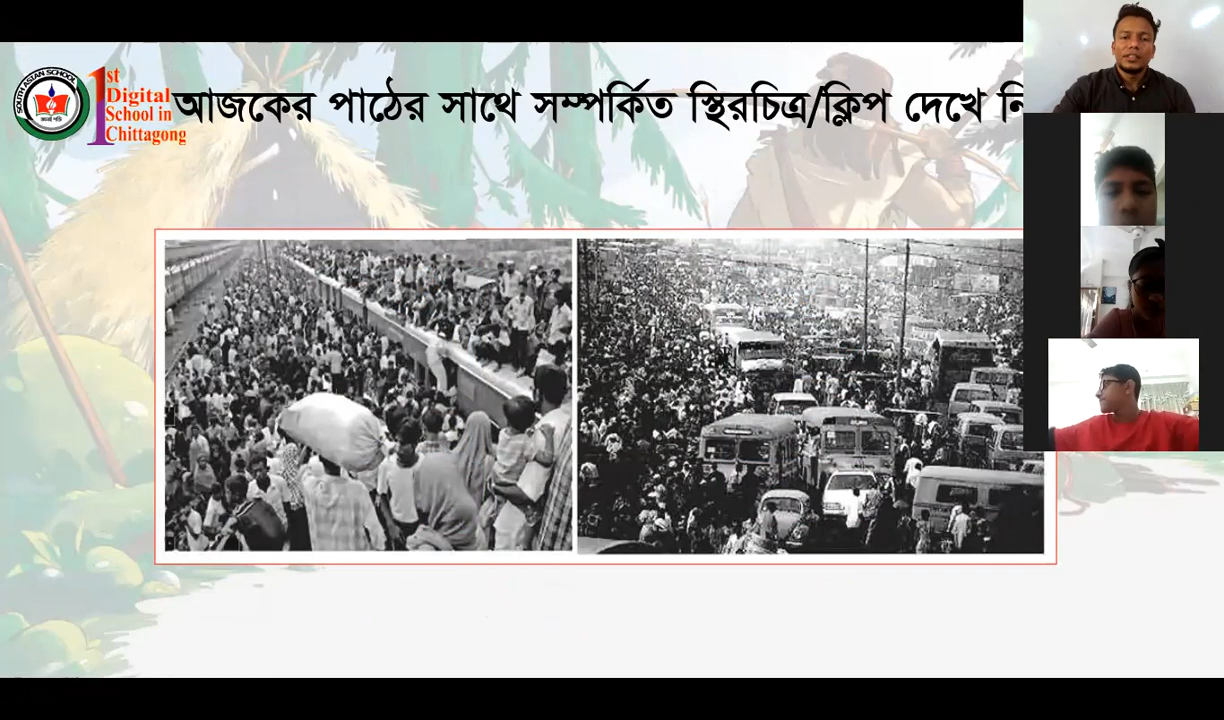 SOUTH ASIAN SCHOOL
1st
Digital
School in
Chittagong
আজকের পাঠের সাথে সম্পর্কিত স্থিরচিত্র/ক্লিপ দেখে